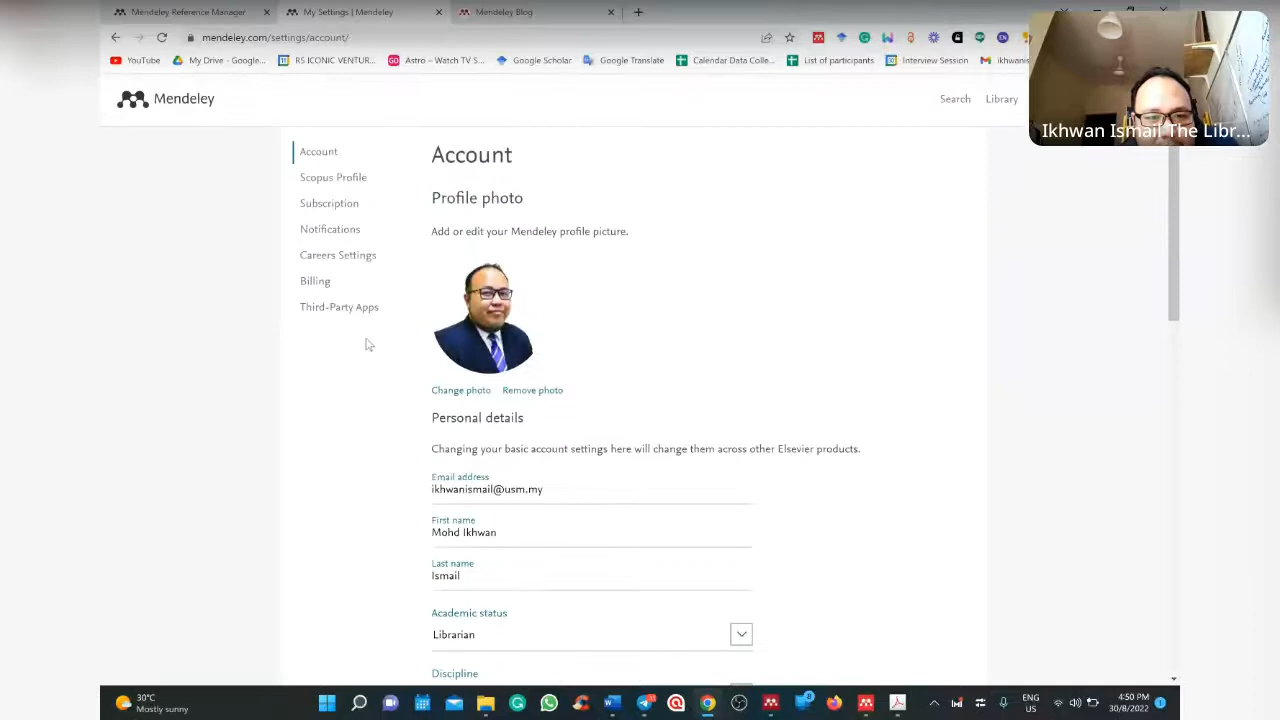 Mendeley Reference Manager
My Settings | Mendeley
Mendeley Blog
mendeley.com/settings/account/
YouTube
My Drive - Google...
RS ICONIC VENTUR...
Astro – Watch TV S...
Google Scholar
Google Translate
Calendar Data Colle...
List of participants
Interview Session
Ikhwan Ismail The Libr...
Mendeley
Search
Library
Account
Scopus Profile
Subscription
Notifications
Careers Settings
Billing
Third-Party Apps
Account
Profile photo
Add or edit your Mendeley profile picture.
Change photo
Remove photo
Personal details
Changing your basic account settings here will change them across other Elsevier products.
Email address
ikhwanismail@usm.my
First name
Mohd Ikhwan
Last name
Ismail
Academic status
Librarian
Discipline
30°C
Mostly sunny
ENG
US
4:50 PM
30/8/2022